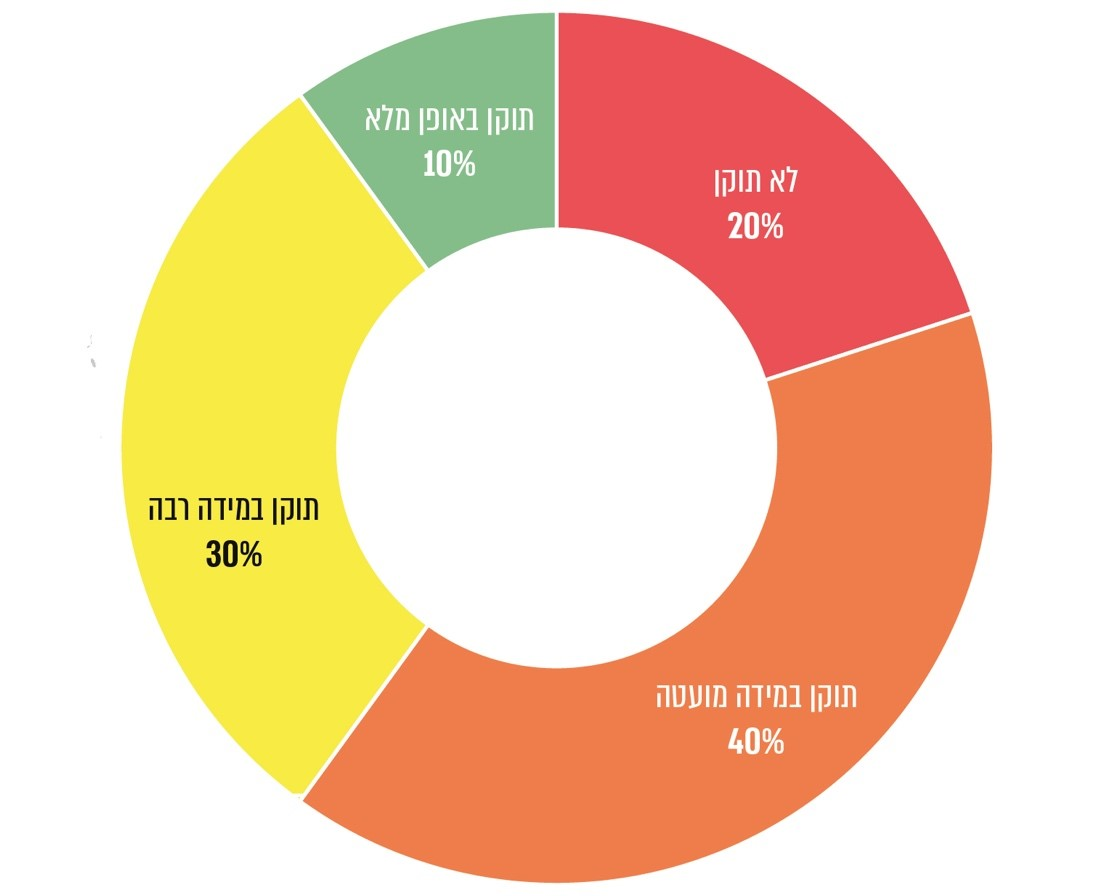 תוקן באופן מלא
10%
לא תוקן
20%
תוקן במידה רבה
30%
תוקן במידה מועטה
40%